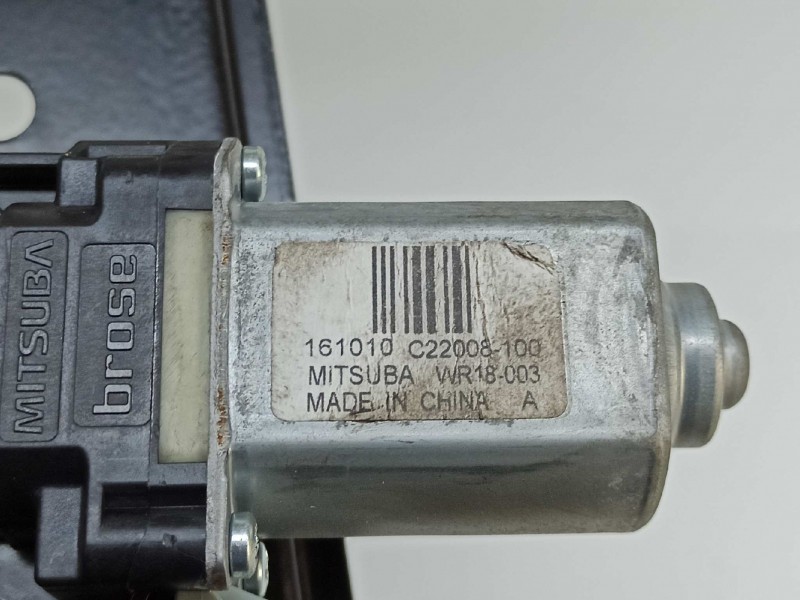 MITSUBA
brose
161010 C22008-100
MITSUBA WR18-003
MADE IN CHINA A